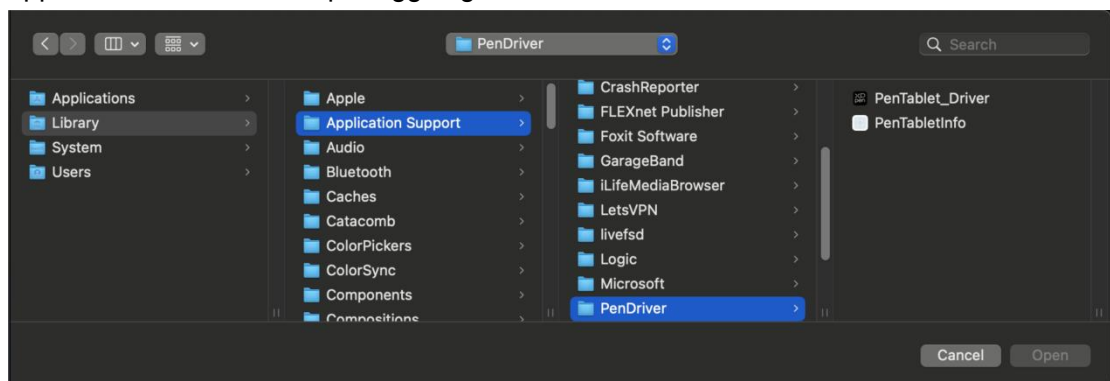 PenDriver
Search
Applications
Library
System
Users
Apple
Application Support
Audio
Bluetooth
Caches
Catacomb
ColorPickers
ColorSync
Components
Compositions
CrashReporter
FLEXnet Publisher
Foxit Software
GarageBand
iLifeMediaBrowser
LetsVPN
livefsd
Logic
Microsoft
PenDriver
PenTablet_Driver
PenTabletInfo
Cancel
Open